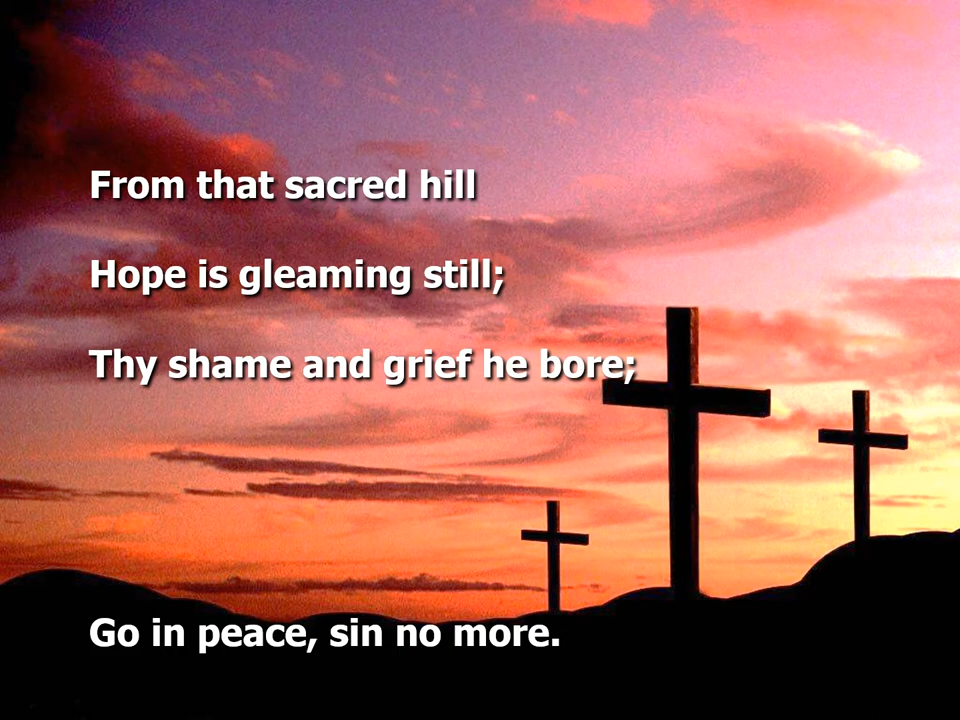 From that sacred hill
Hope is gleaming still;
Thy shame and grief he bore;
Go in peace, sin no more.